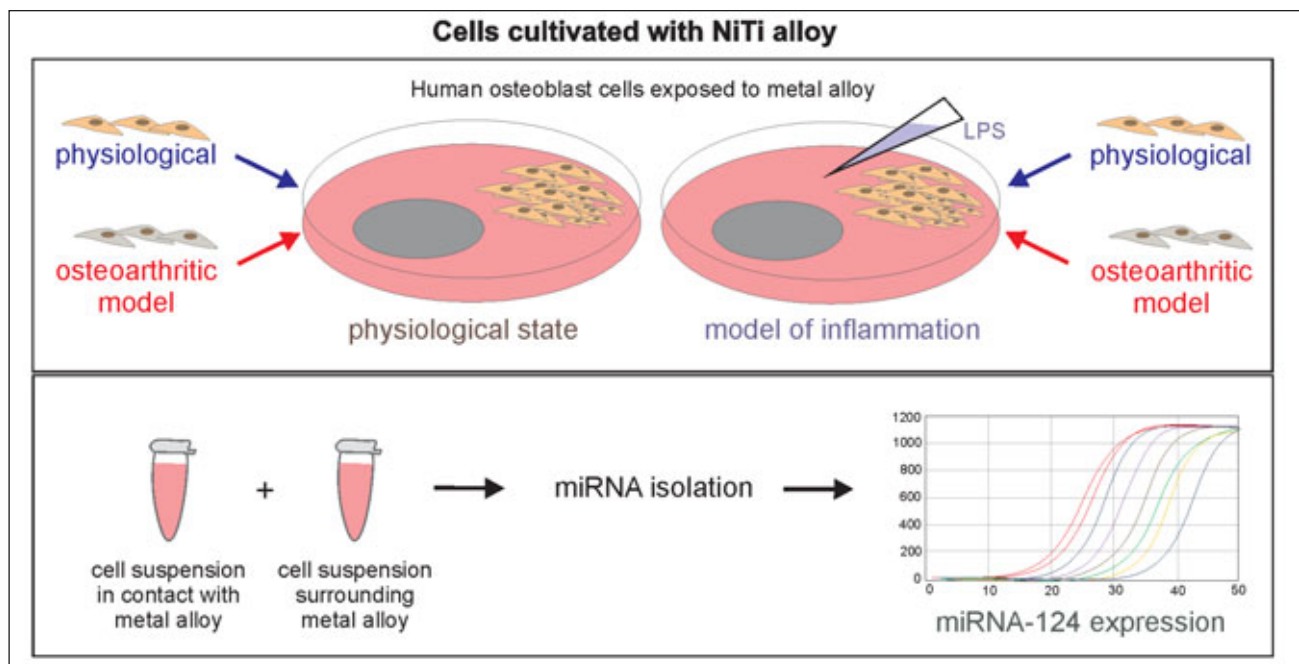 Cells cultivated with NiTi alloy
Human osteoblast cells exposed to metal alloy
LPS
physiological
physiological
osteoarthritic
model
osteoarthritic
model
physiological state
model of inflammation
cell suspension
in contact with
metal alloy
+
cell suspension
surrounding
metal alloy
miRNA isolation
1200
1000
800
600
400
200
0
0 10 20 30 40 50
miRNA-124 expression